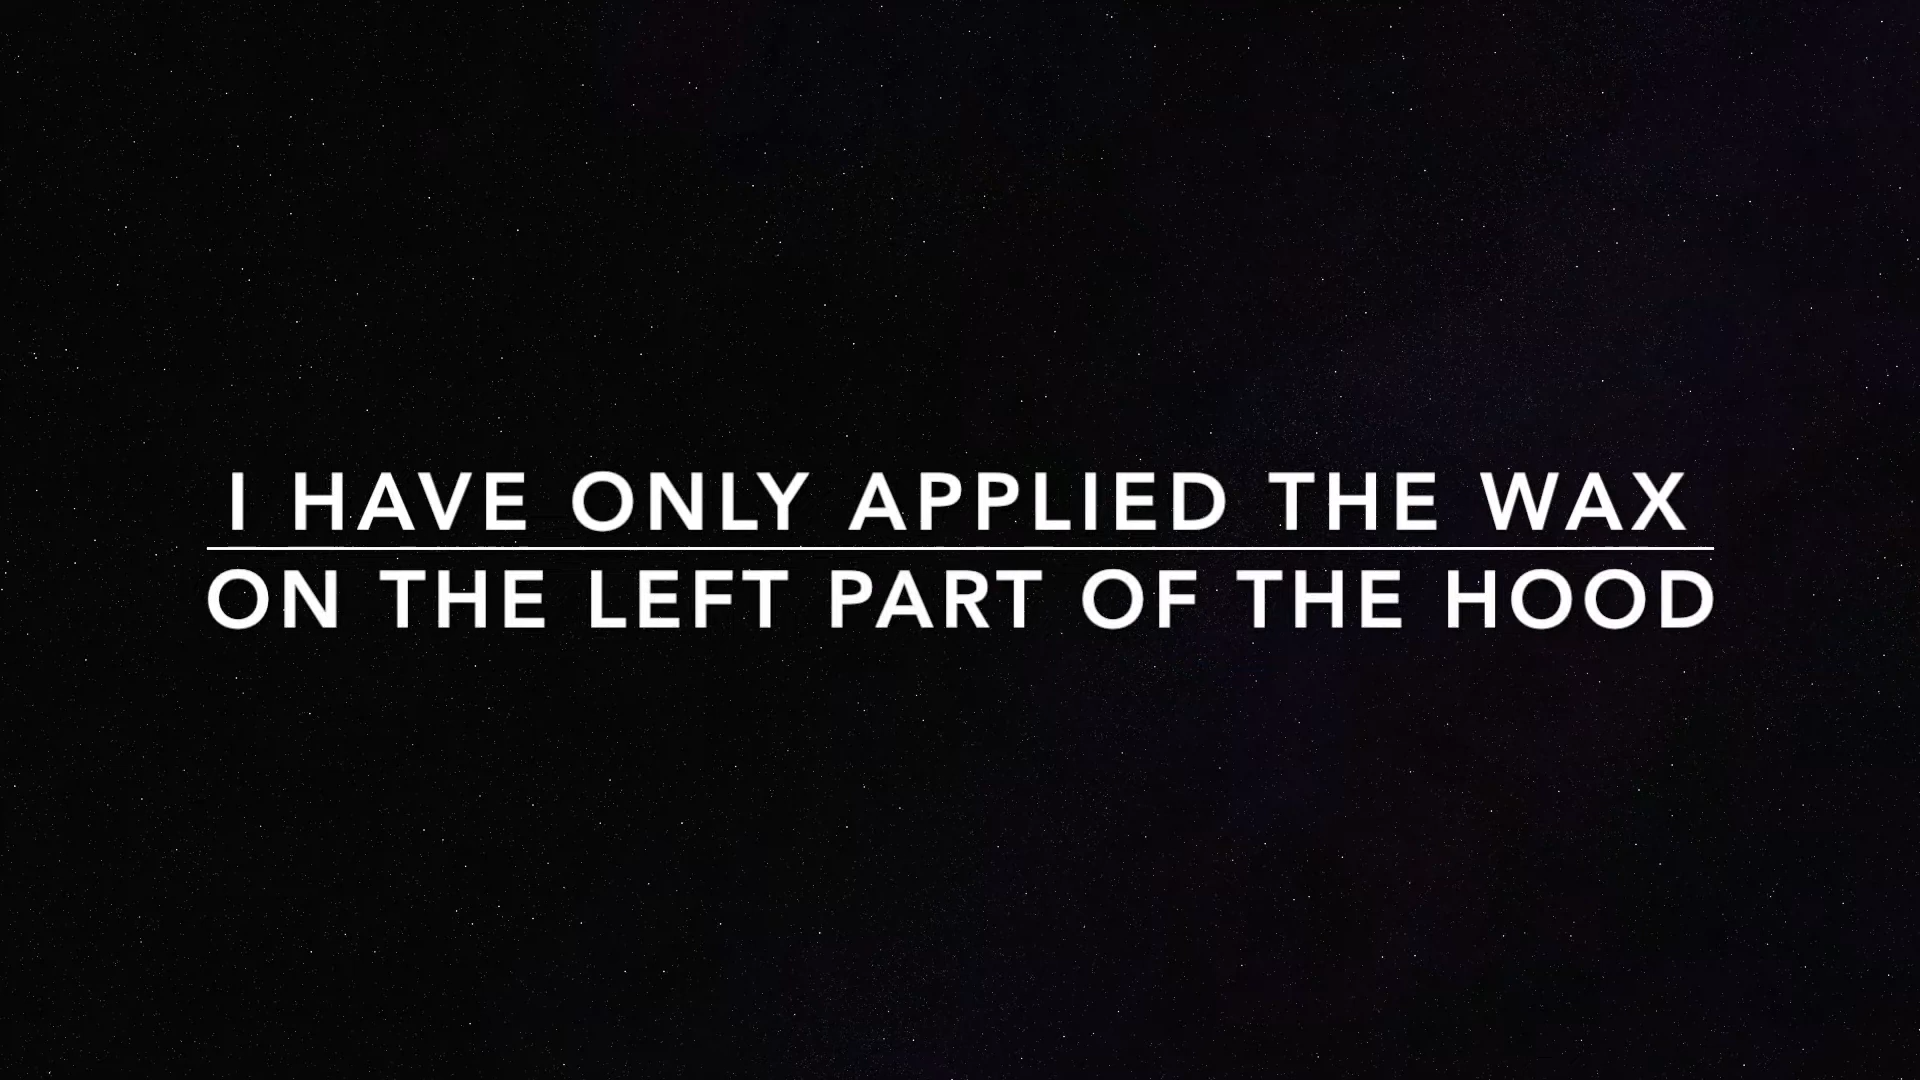 I HAVE ONLY APPLIED THE WAX
ON THE LEFT PART OF THE HOOD